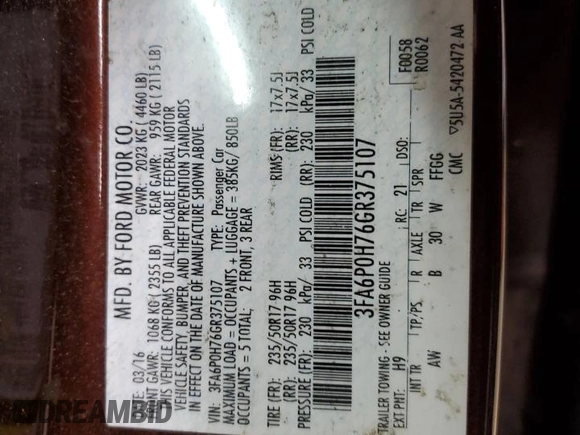 MFD. BY FORD MOTOR CO.
DATE: 03/16 GVWR: 2023 KG ( 4460 LB)
FRONT GAWR: 1068 KG ( 2355 LB) REAR GAWR: 959 KG ( 2115 LB)
THIS VEHICLE CONFORMS TO ALL APPLICABLE FEDERAL MOTOR
VEHICLE SAFETY, BUMPER, AND THEFT PREVENTION STANDARDS
IN EFFECT ON THE DATE OF MANUFACTURE SHOWN ABOVE.
VIN: 3FA6P0H76GR375107 TYPE: Passenger Car
MAXIMUM LOAD = OCCUPANTS + LUGGAGE = 385KG/ 850LB
OCCUPANTS = 5 TOTAL; 2 FRONT, 3 REAR
TIRE (FR): 235/50R17 96H RIMS (FR): 17x7.5J
(RR): 235/50R17 96H (RR): 17x7.5J
PRESSURE (FR): 230 kPa/ 33 PSI COLD (RR): 230 kPa/ 33 PSI COLD
3FA6P0H76GR375107
F0058
R0062
TRAILER TOWING - SEE OWNER GUIDE
EXT PNT: H9 RC: 21 DSO:
INT TR TP/PS R AXLE TR SPR
AW B 30 W FFGG
CMC ▽5U5A-5420472 AA
DREAMBID